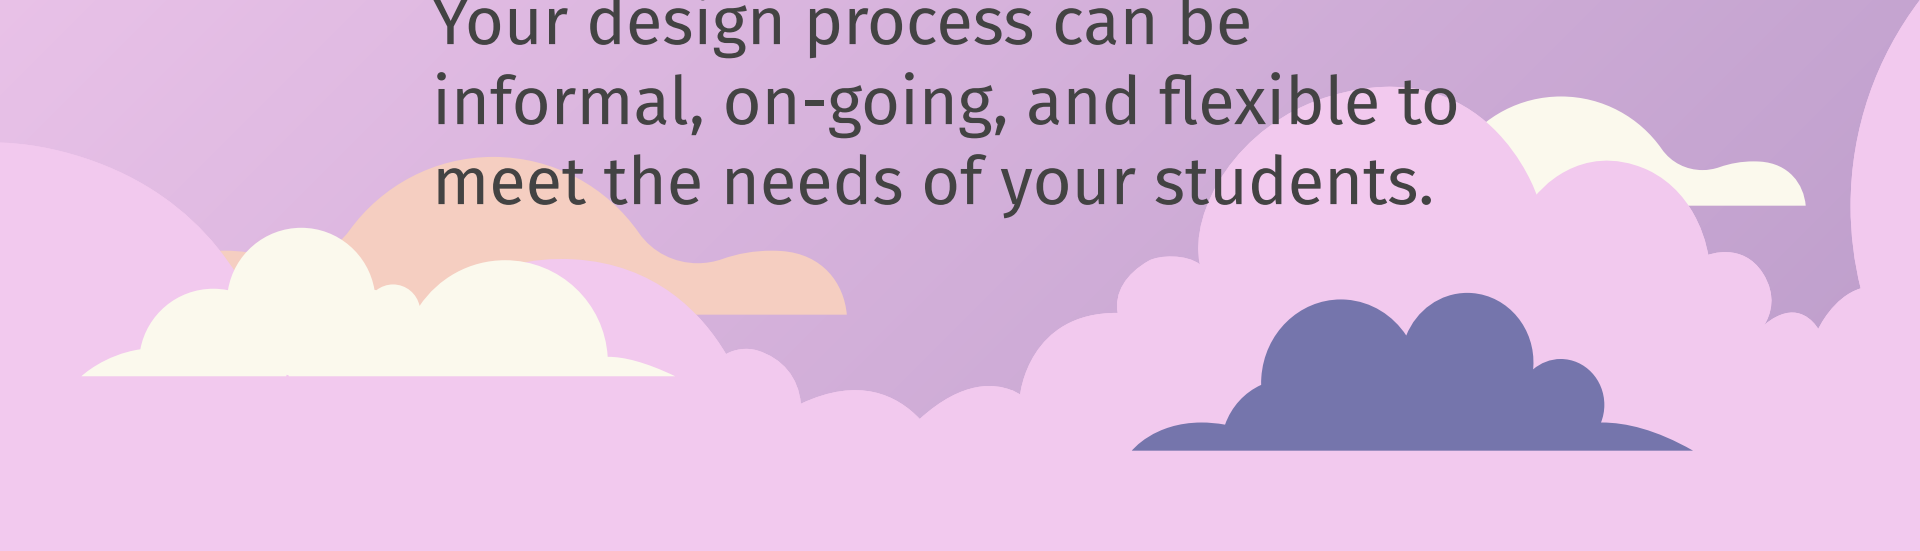 Your design process can be
informal, on-going, and flexible to
meet the needs of your students.